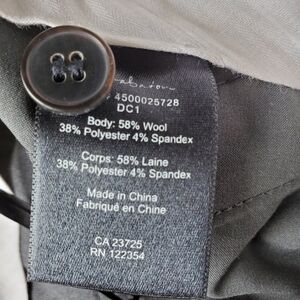 4500025728
DC1
Body: 58% Wool
38% Polyester 4% Spandex
Corps: 58% Laine
38% Polyester 4% Spandex
Made in China
Fabriqué en Chine
CA 23725
RN 122354